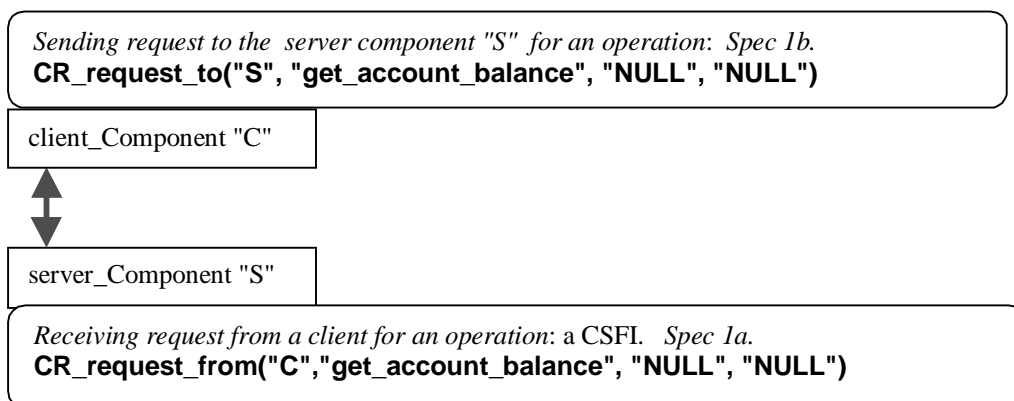 Sending request to the server component "S" for an operation: Spec 1b.
CR_request_to("S", "get_account_balance", "NULL", "NULL")
client_Component "C"
server_Component "S"
Receiving request from a client for an operation: a CSFI. Spec 1a.
CR_request_from("C","get_account_balance", "NULL", "NULL")